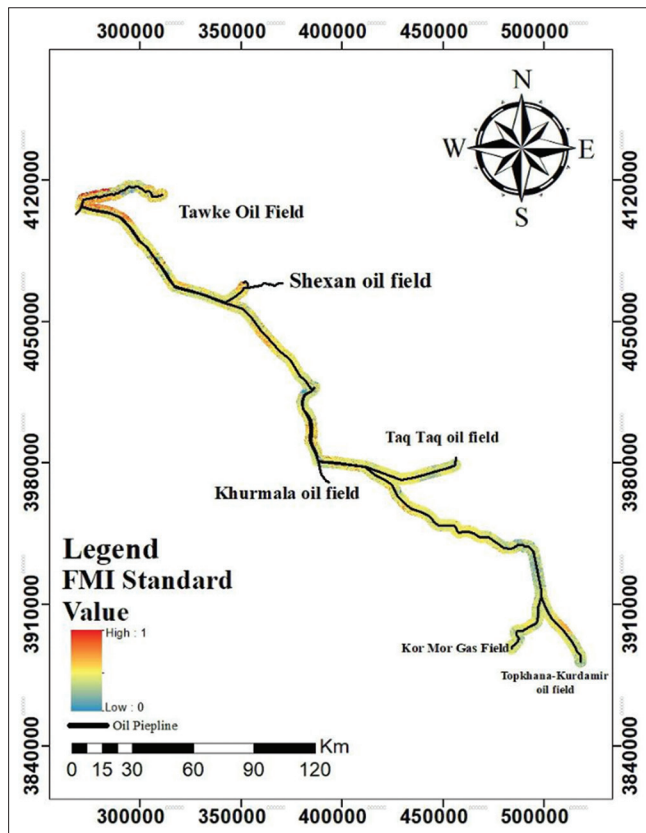 300000 350000 400000 450000 500000
N
W E
S
4120000 4120000
Tawke Oil Field
Shexan oil field
4050000 4050000
Taq Taq oil field
3980000 3980000
Khurmala oil field
Legend
FMI Standard
Value
High : 1
Low : 0
Oil Piepline
3910000 3910000
Kor Mor Gas Field
Topkhana-Kurdamir
oil field
Km
0 15 30 60 90 120
3840000 3840000
300000 350000 400000 450000 500000